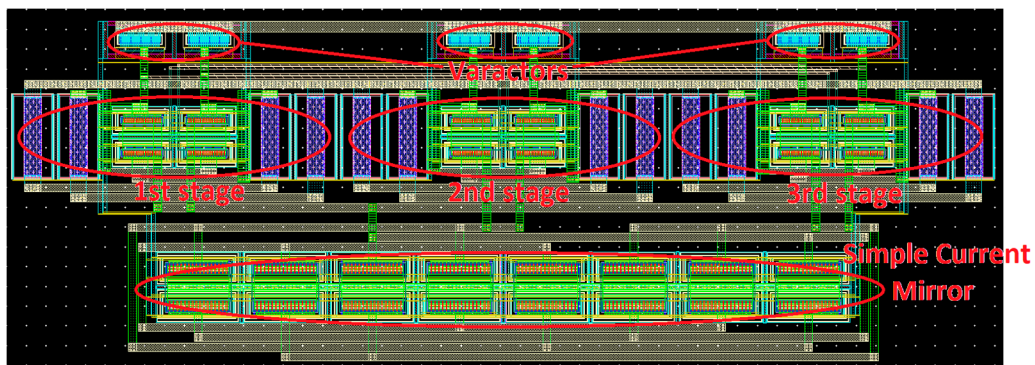 Varactors
1st stage
2nd stage
3rd stage
Simple Current
Mirror